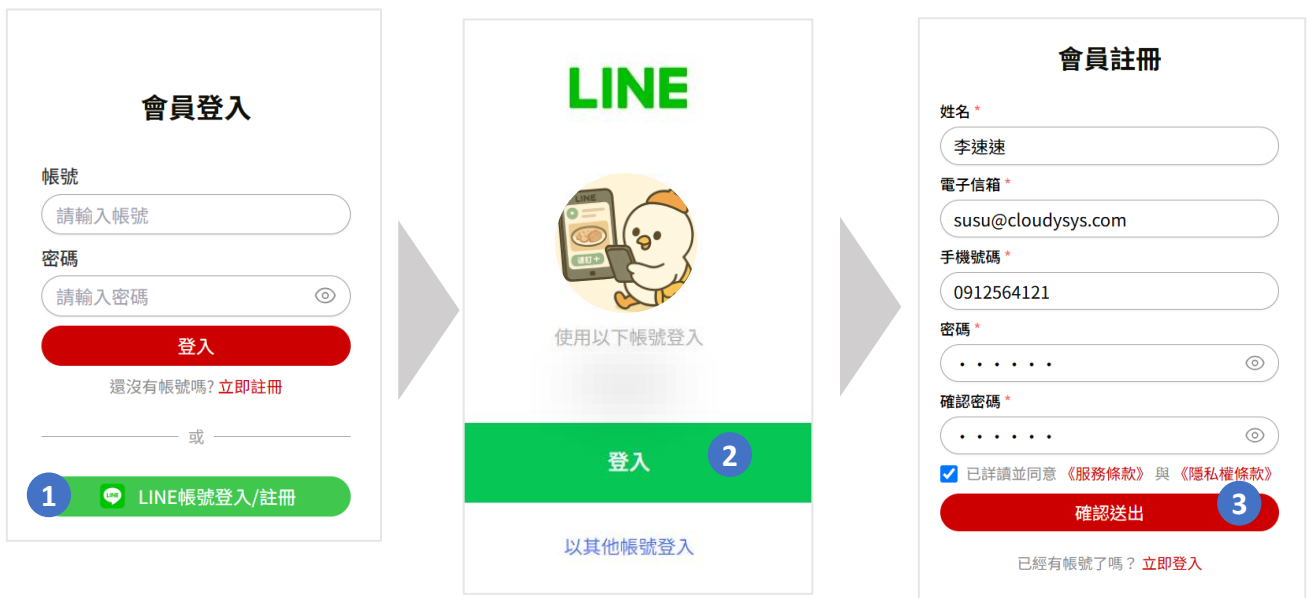 會員登入
帳號
請輸入帳號
密碼
請輸入密碼
登入
還沒有帳號嗎? 立即註冊
或
1
LINE
LINE帳號登入/註冊
LINE
LINE
速訂+
使用以下帳號登入
登入
2
以其他帳號登入
會員註冊
姓名 *
李速速
電子信箱 *
susu@cloudysys.com
手機號碼 *
0912564121
密碼 *
······
確認密碼 *
······
已詳讀並同意 《服務條款》 與 《隱私權條款》
確認送出
3
已經有帳號了嗎？ 立即登入